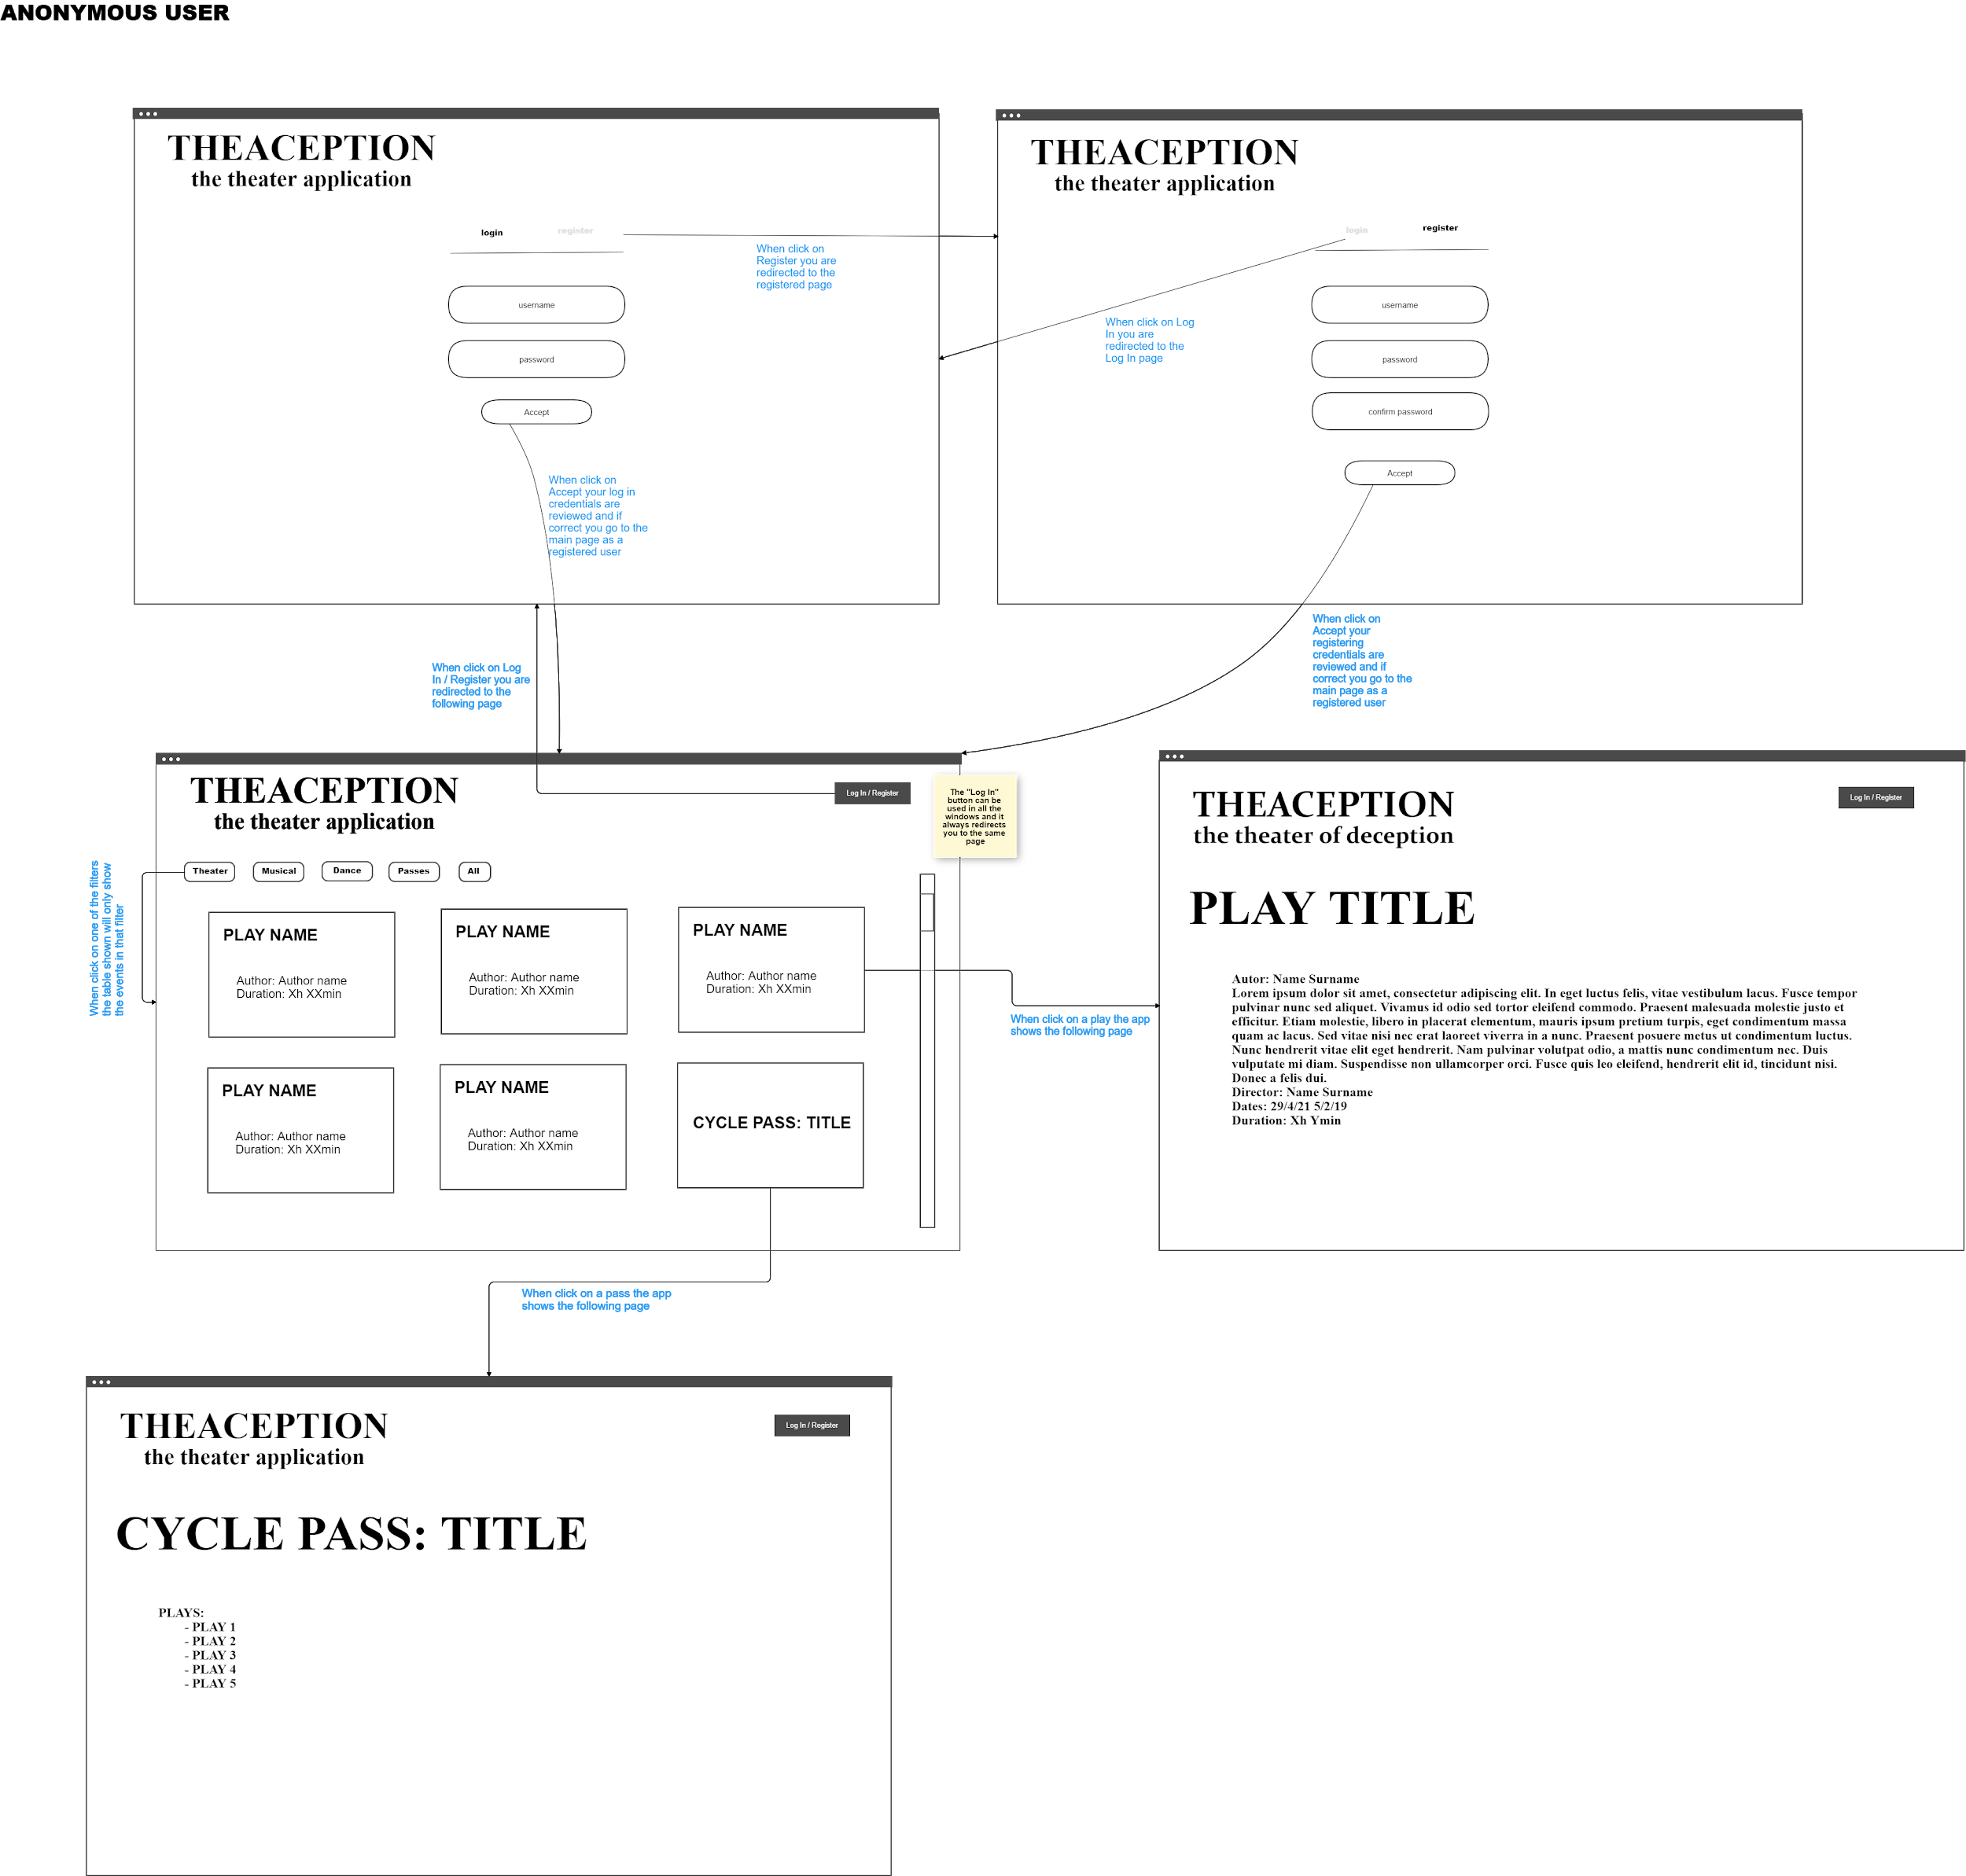 ANONYMOUS USER
THEACEPTION
the theater application
login
register
username
password
Accept
When click on
Register you are
redirected to the
registered page
When click on
Accept your log in
credentials are
reviewed and if
correct you go to the
main page as a
registered user
THEACEPTION
the theater application
login
register
username
password
confirm password
Accept
When click on Log
In you are
redirected to the
Log In page
When click on
Accept your
registering
credentials are
reviewed and if
correct you go to the
main page as a
registered user
When click on Log
In / Register you are
redirected to the
following page
THEACEPTION
the theater application
Log In / Register
The "Log In"
button can be
used in all the
windows and it
always redirects
you to the same
page
Theater
Musical
Dance
Passes
All
When click on one of the filters
the table shown will only show
the events in that filter
PLAY NAME
Author: Author name
Duration: Xh XXmin
PLAY NAME
Author: Author name
Duration: Xh XXmin
PLAY NAME
Author: Author name
Duration: Xh XXmin
PLAY NAME
Author: Author name
Duration: Xh XXmin
PLAY NAME
Author: Author name
Duration: Xh XXmin
CYCLE PASS: TITLE
When click on a play the app
shows the following page
When click on a pass the app
shows the following page
THEACEPTION
the theater of deception
Log In / Register
PLAY TITLE
Autor: Name Surname
Lorem ipsum dolor sit amet, consectetur adipiscing elit. In eget luctus felis, vitae vestibulum lacus. Fusce tempor
pulvinar nunc sed aliquet. Vivamus id odio sed tortor eleifend commodo. Praesent malesuada molestie justo et
efficitur. Etiam molestie, libero in placerat elementum, mauris ipsum pretium turpis, eget condimentum massa
quam ac lacus. Sed vitae nisi nec erat laoreet viverra in a nunc. Praesent posuere metus ut condimentum luctus.
Nunc hendrerit vitae elit eget hendrerit. Nam pulvinar volutpat odio, a mattis nunc condimentum nec. Duis
vulputate mi diam. Suspendisse non ullamcorper orci. Fusce quis leo eleifend, hendrerit elit id, tincidunt nisi.
Donec a felis dui.
Director: Name Surname
Dates: 29/4/21 5/2/19
Duration: Xh Ymin
THEACEPTION
the theater application
Log In / Register
CYCLE PASS: TITLE
PLAYS:
- PLAY 1
- PLAY 2
- PLAY 3
- PLAY 4
- PLAY 5